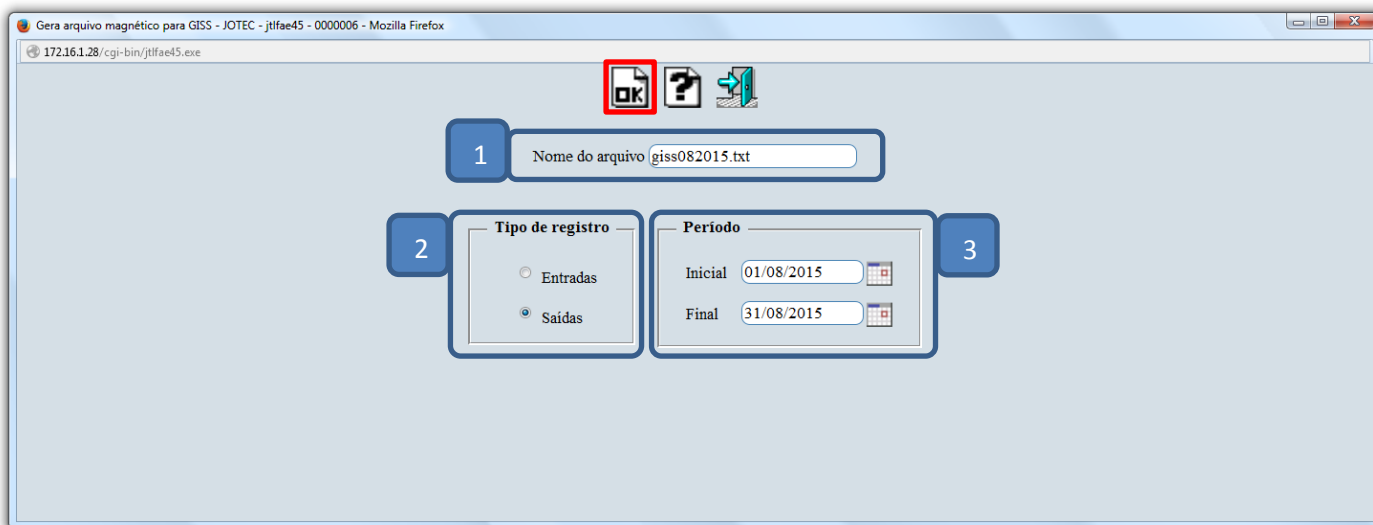 Gera arquivo magnético para GISS - JOTEC - jtlfae45 - 0000006 - Mozilla Firefox
172.16.1.28/cgi-bin/jtlfae45.exe
OK ?
1 Nome do arquivo giss082015.txt
2 Tipo de registro
Entradas
Saídas
Período 3
Inicial 01/08/2015
Final 31/08/2015